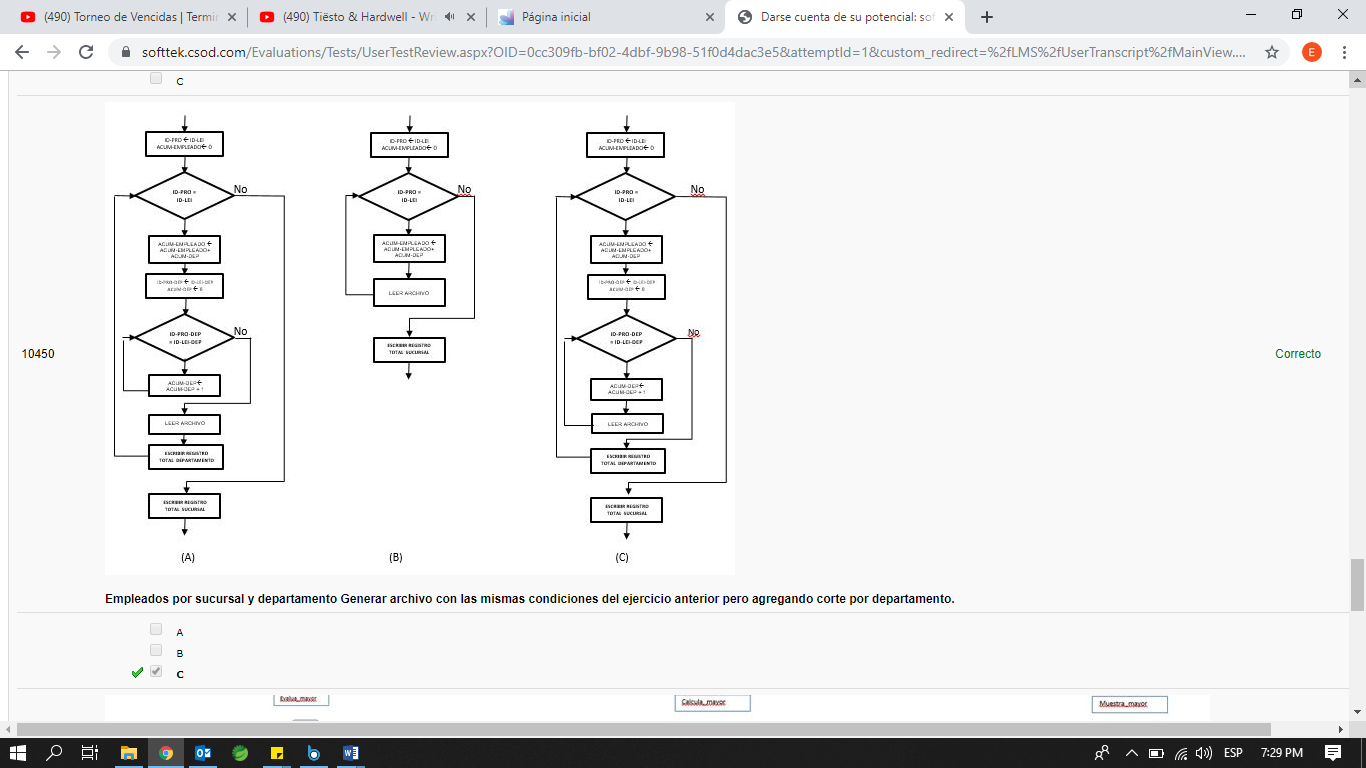 (490) Torneo de Vencidas | Termin
(490) Tiësto & Hardwell - Wr
Página inicial
Darse cuenta de su potencial: sof
softtek.csod.com/Evaluations/Tests/UserTestReview.aspx?OID=0cc309fb-bf02-4dbf-9b98-51f0d4dac3e5&attemptId=1&custom_redirect=%2fLMS%2fUserTranscript%2fMainView....
E
C
ID-PRO ← ID-LEI
ACUM-EMPLEADO← 0
ID-PRO =
ID-LEI
No
ACUM-EMPLEADO ←
ACUM-EMPLEADO+
ACUM-DEP
ID-PRO-DEP ← ID-LEI-DEP
ACUM-DEP ← 0
ID-PRO-DEP
= ID-LEI-DEP
No
ACUM-DEP←
ACUM-DEP + 1
LEER ARCHIVO
ESCRIBIR REGISTRO
TOTAL DEPARTAMENTO
ESCRIBIR REGISTRO
TOTAL SUCURSAL
(A)
ID-PRO ← ID-LEI
ACUM-EMPLEADO← 0
ID-PRO =
ID-LEI
No
ACUM-EMPLEADO ←
ACUM-EMPLEADO+
ACUM-DEP
LEER ARCHIVO
ESCRIBIR REGISTRO
TOTAL SUCURSAL
(B)
ID-PRO ← ID-LEI
ACUM-EMPLEADO← 0
ID-PRO =
ID-LEI
No
ACUM-EMPLEADO ←
ACUM-EMPLEADO+
ACUM-DEP
ID-PRO-DEP ← ID-LEI-DEP
ACUM-DEP ← 0
ID-PRO-DEP
= ID-LEI-DEP
No
ACUM-DEP←
ACUM-DEP + 1
LEER ARCHIVO
ESCRIBIR REGISTRO
TOTAL DEPARTAMENTO
ESCRIBIR REGISTRO
TOTAL SUCURSAL
(C)
10450
Correcto
Empleados por sucursal y departamento Generar archivo con las mismas condiciones del ejercicio anterior pero agregando corte por departamento.
A
B
C
Evalua_mayor
Calcula_mayor
Muestra_mayor
ESP
7:29 PM